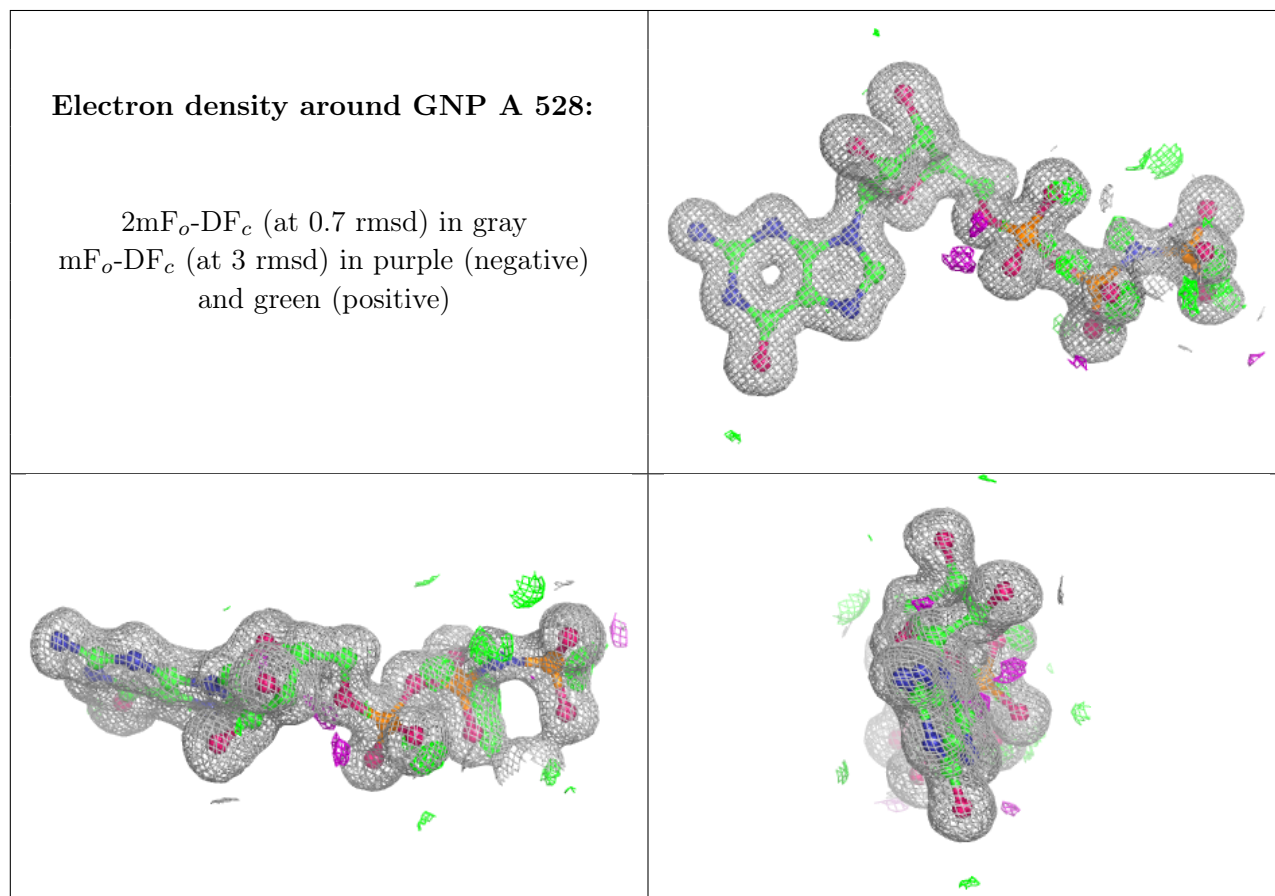 Electron density around GNP A 528:
2mFo-DFc (at 0.7 rmsd) in gray
mFo-DFc (at 3 rmsd) in purple (negative)
and green (positive)